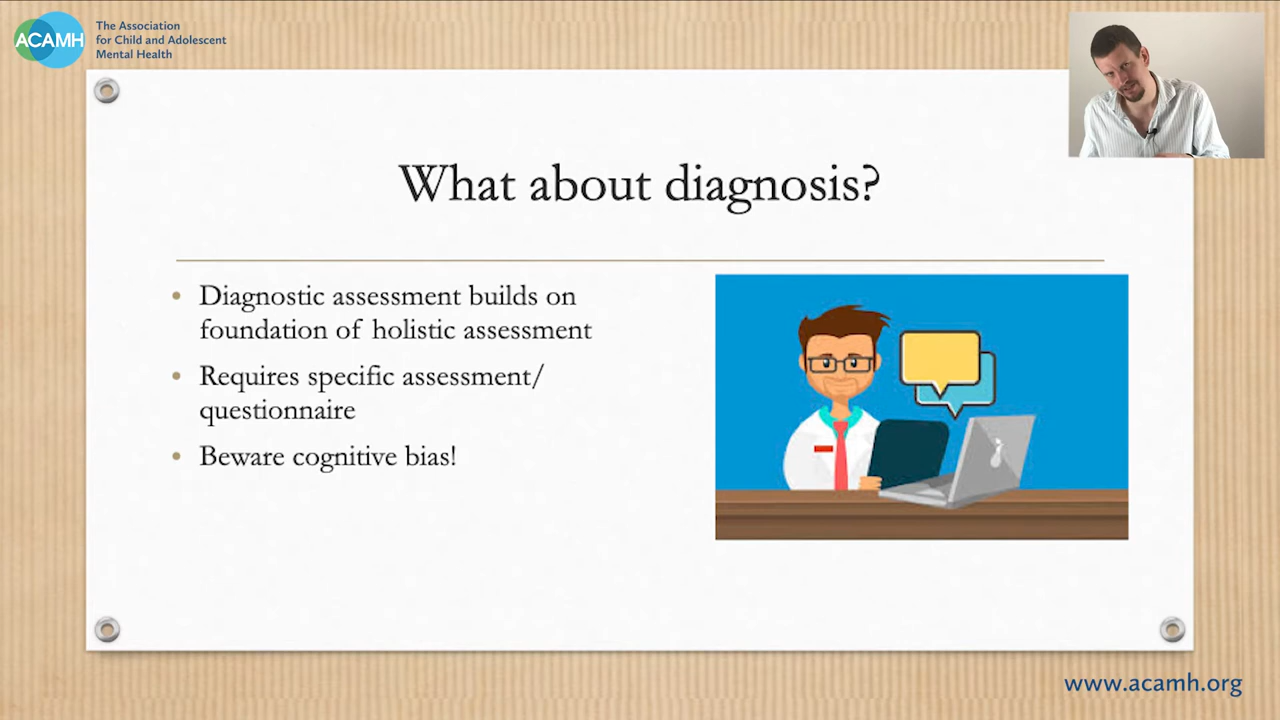 ACAMH
The Association
for Child and Adolescent
Mental Health
What about diagnosis?
• Diagnostic assessment builds on
foundation of holistic assessment
• Requires specific assessment/
questionnaire
• Beware cognitive bias!
www.acamh.org